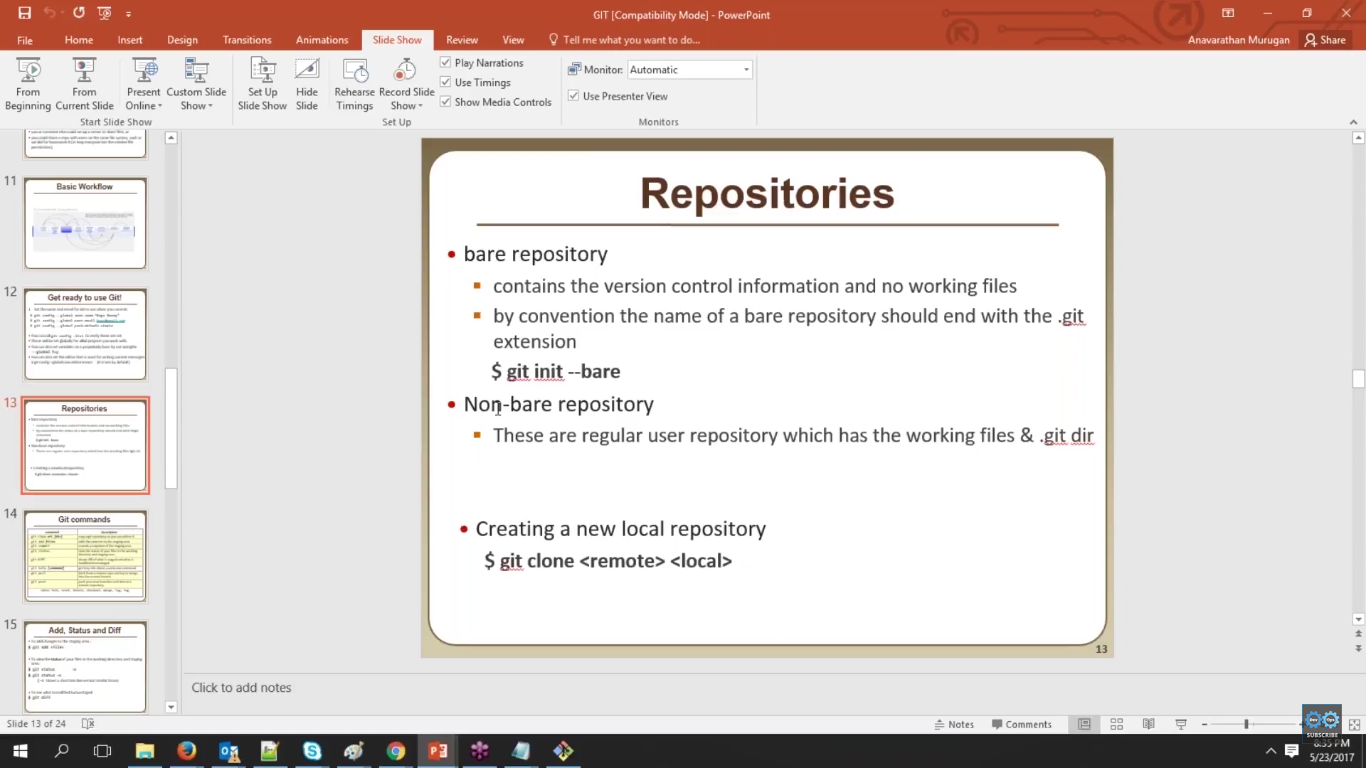 GIT [Compatibility Mode] - PowerPoint
File Home Insert Design Transitions Animations Slide Show Review View Tell me what you want to do... Anavarathan Murugan Share
From Beginning
From Current Slide
Present Online
Custom Slide Show
Set Up Slide Show
Hide Slide
Rehearse Timings
Record Slide Show
Play Narrations
Use Timings
Show Media Controls
Monitor: Automatic
Use Presenter View
Start Slide Show
Set Up
Monitors
11
Basic Workflow
12
Get ready to use Git!
13
Repositories
14
Git commands
15
Add, Status and Diff
Repositories
bare repository
contains the version control information and no working files
by convention the name of a bare repository should end with the .git
extension
$ git init --bare
Non-bare repository
These are regular user repository which has the working files & .git dir
Creating a new local repository
$ git clone <remote> <local>
13
Click to add notes
Slide 13 of 24
Notes
Comments
SUBSCRIBE
8:35 PM
5/23/2017